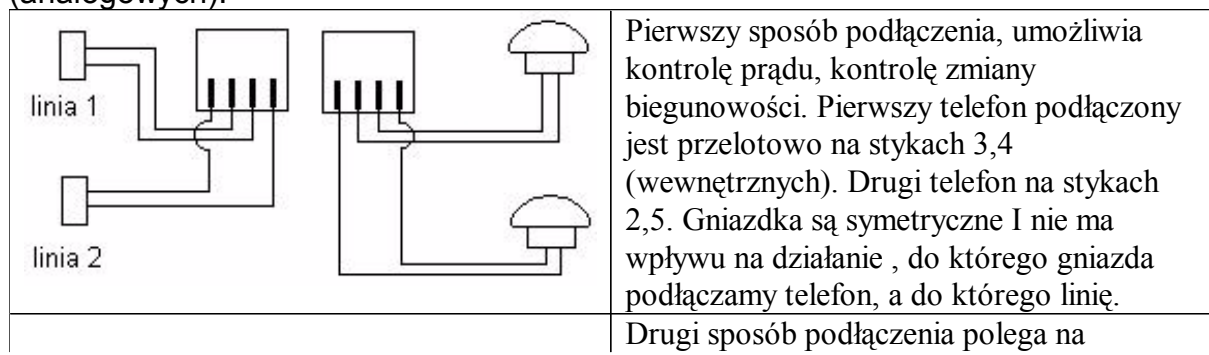 (analogowych).
linia 1
linia 2
Pierwszy sposób podłączenia, umożliwia
kontrolę prądu, kontrolę zmiany
biegunowości. Pierwszy telefon podłączony
jest przelotowo na stykach 3,4
(wewnętrznych). Drugi telefon na stykach
2,5. Gniazdka są symetryczne I nie ma
wpływu na działanie , do którego gniazda
podłączamy telefon, a do którego linię.
Drugi sposób podłączenia polega na